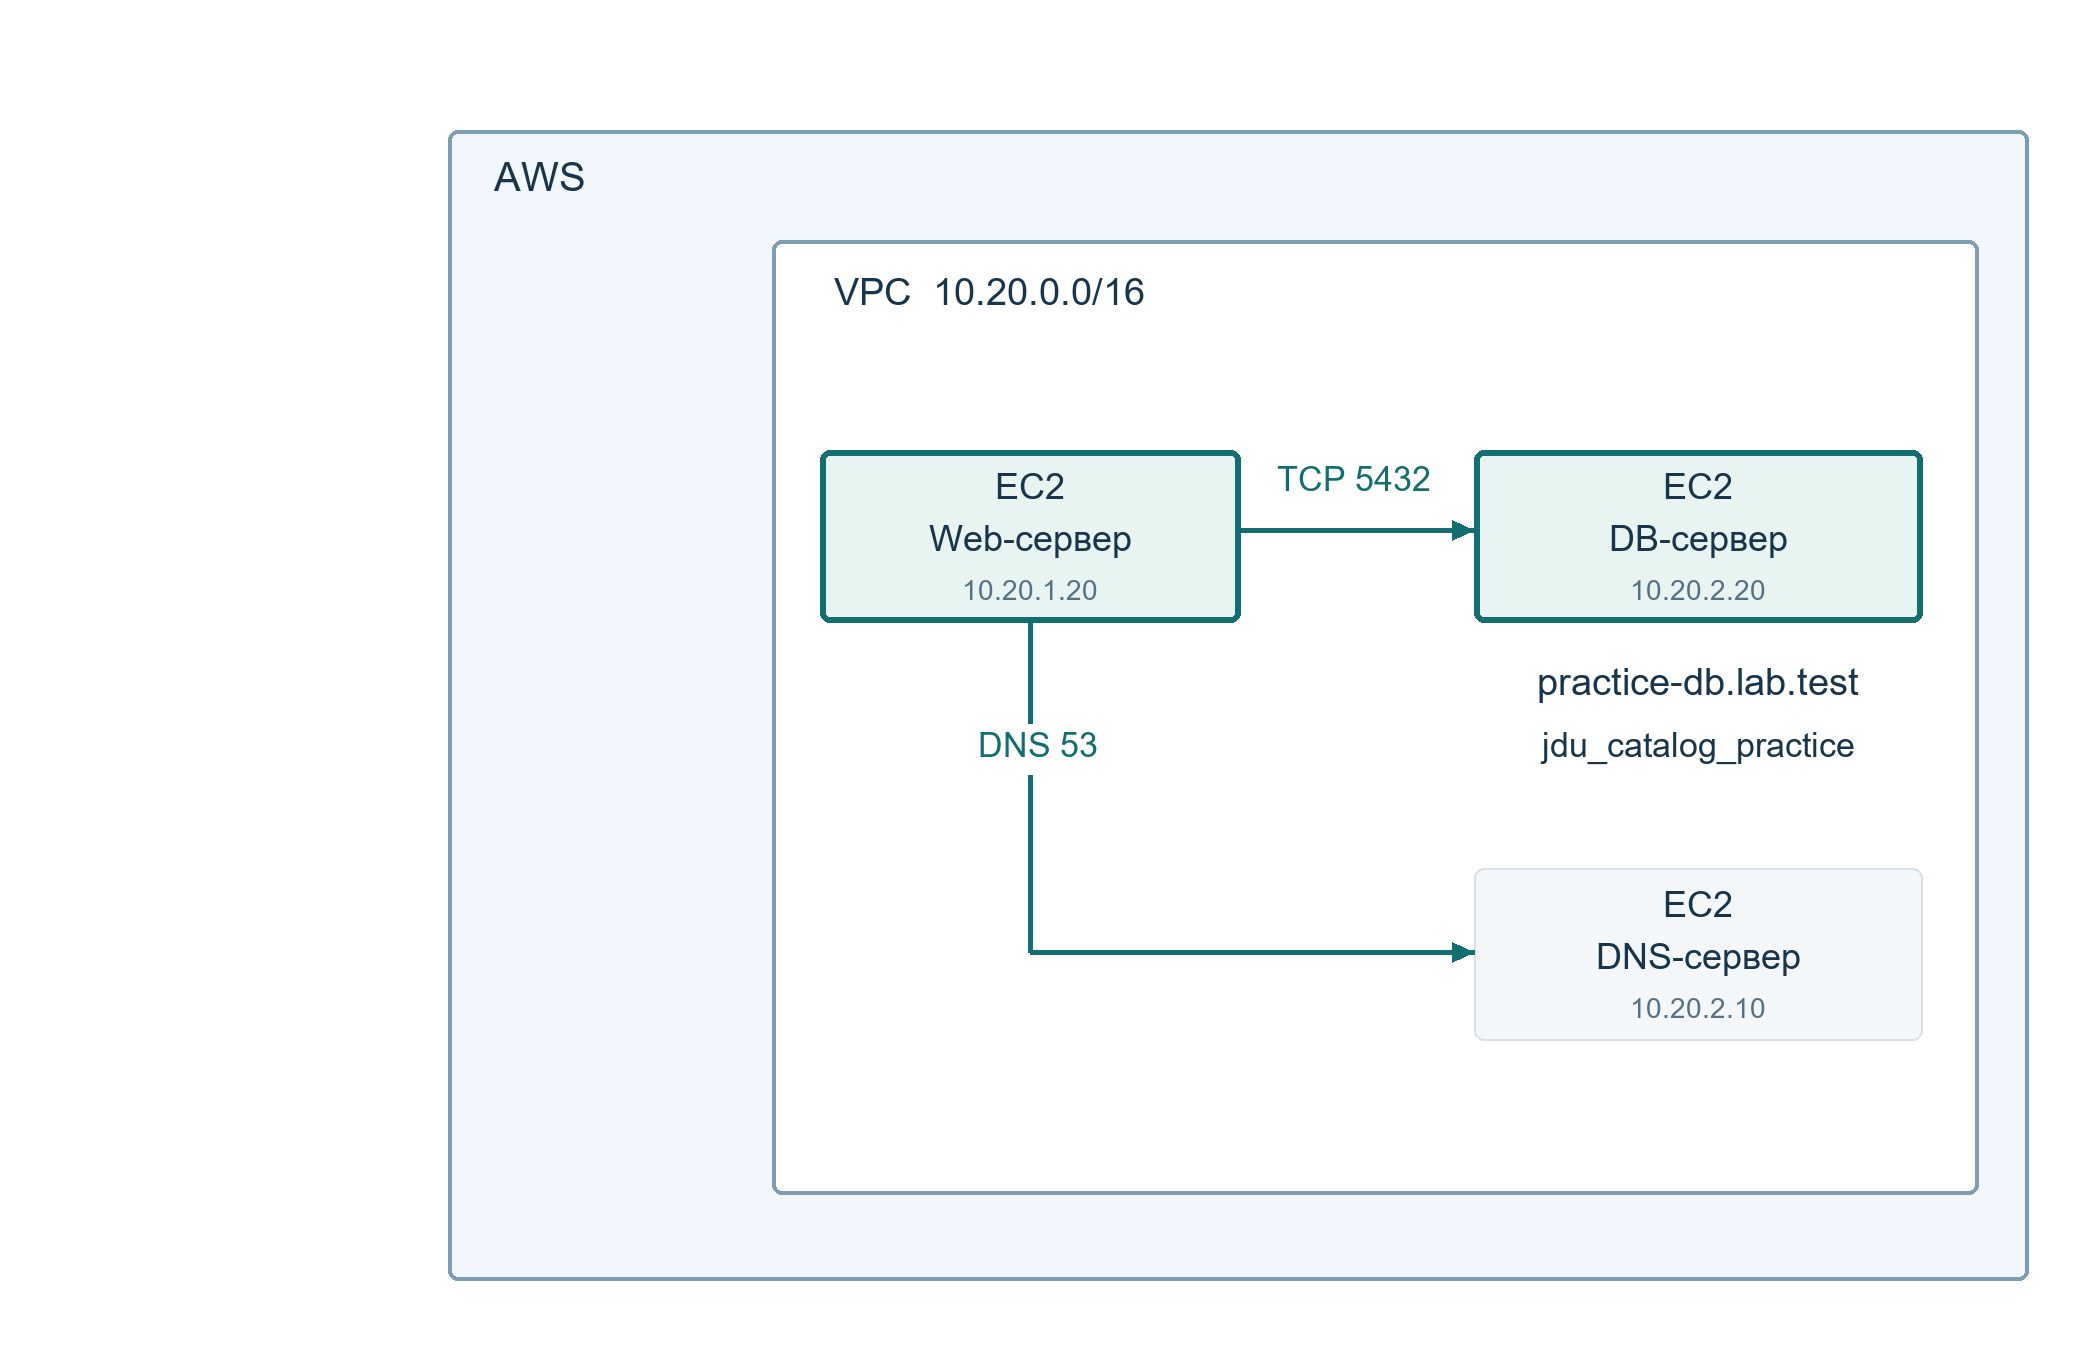 AWS
VPC 10.20.0.0/16
EC2
Web-сервер
10.20.1.20
TCP 5432
EC2
DB-сервер
10.20.2.20
practice-db.lab.test
jdu_catalog_practice
DNS 53
EC2
DNS-сервер
10.20.2.10